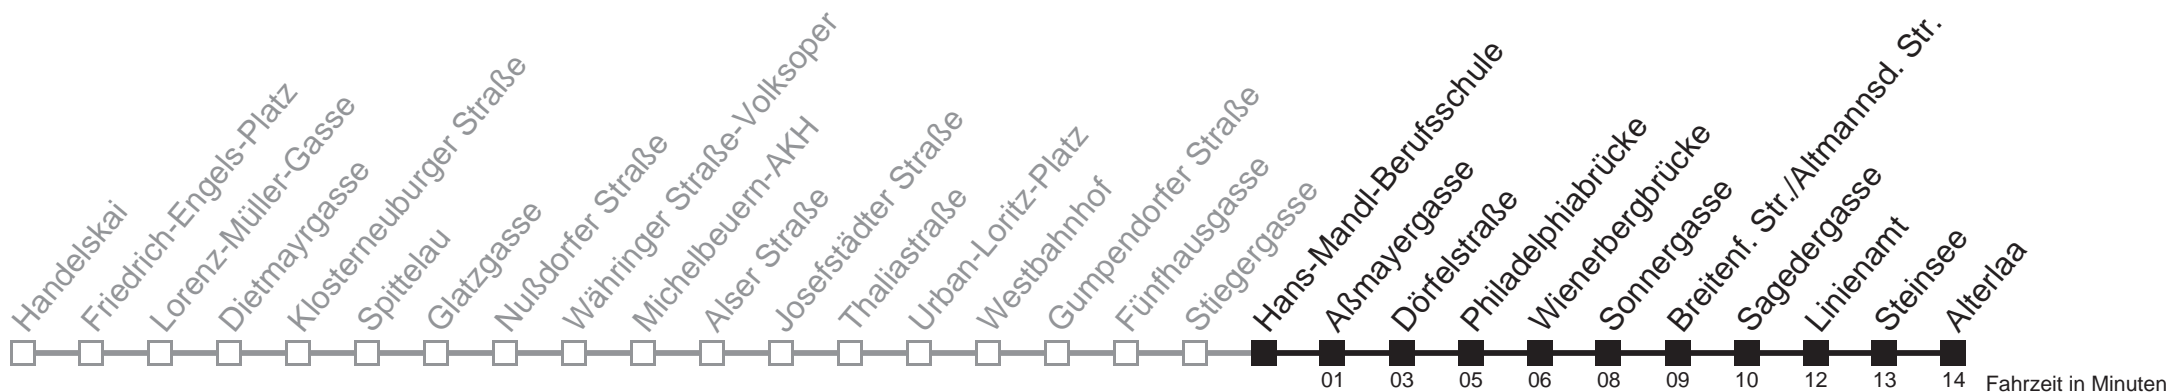 Handelskai
Friedrich-Engels-Platz
Lorenz-Müller-Gasse
Dietmayrgasse
Klosterneuburger Straße
Spittelau
Glatzgasse
Nußdorfer Straße
Währinger Straße-Volksoper
Michelbeuern-AKH
Alser Straße
Josefstädter Straße
Thaliastraße
Urban-Loritz-Platz
Westbahnhof
Gumpendorfer Straße
Fünfhausgasse
Stiegergasse
Hans-Mandl-Berufsschule
Aßmayergasse
Dörfelstraße
Philadelphiabrücke
Wienerbergbrücke
Sonnergasse
Breitenf. Str./Altmannsd. Str.
Sagedergasse
Linienamt
Steinsee
Alterlaa
01 03 05 06 08 09 10 12 13 14 Fahrzeit in Minuten